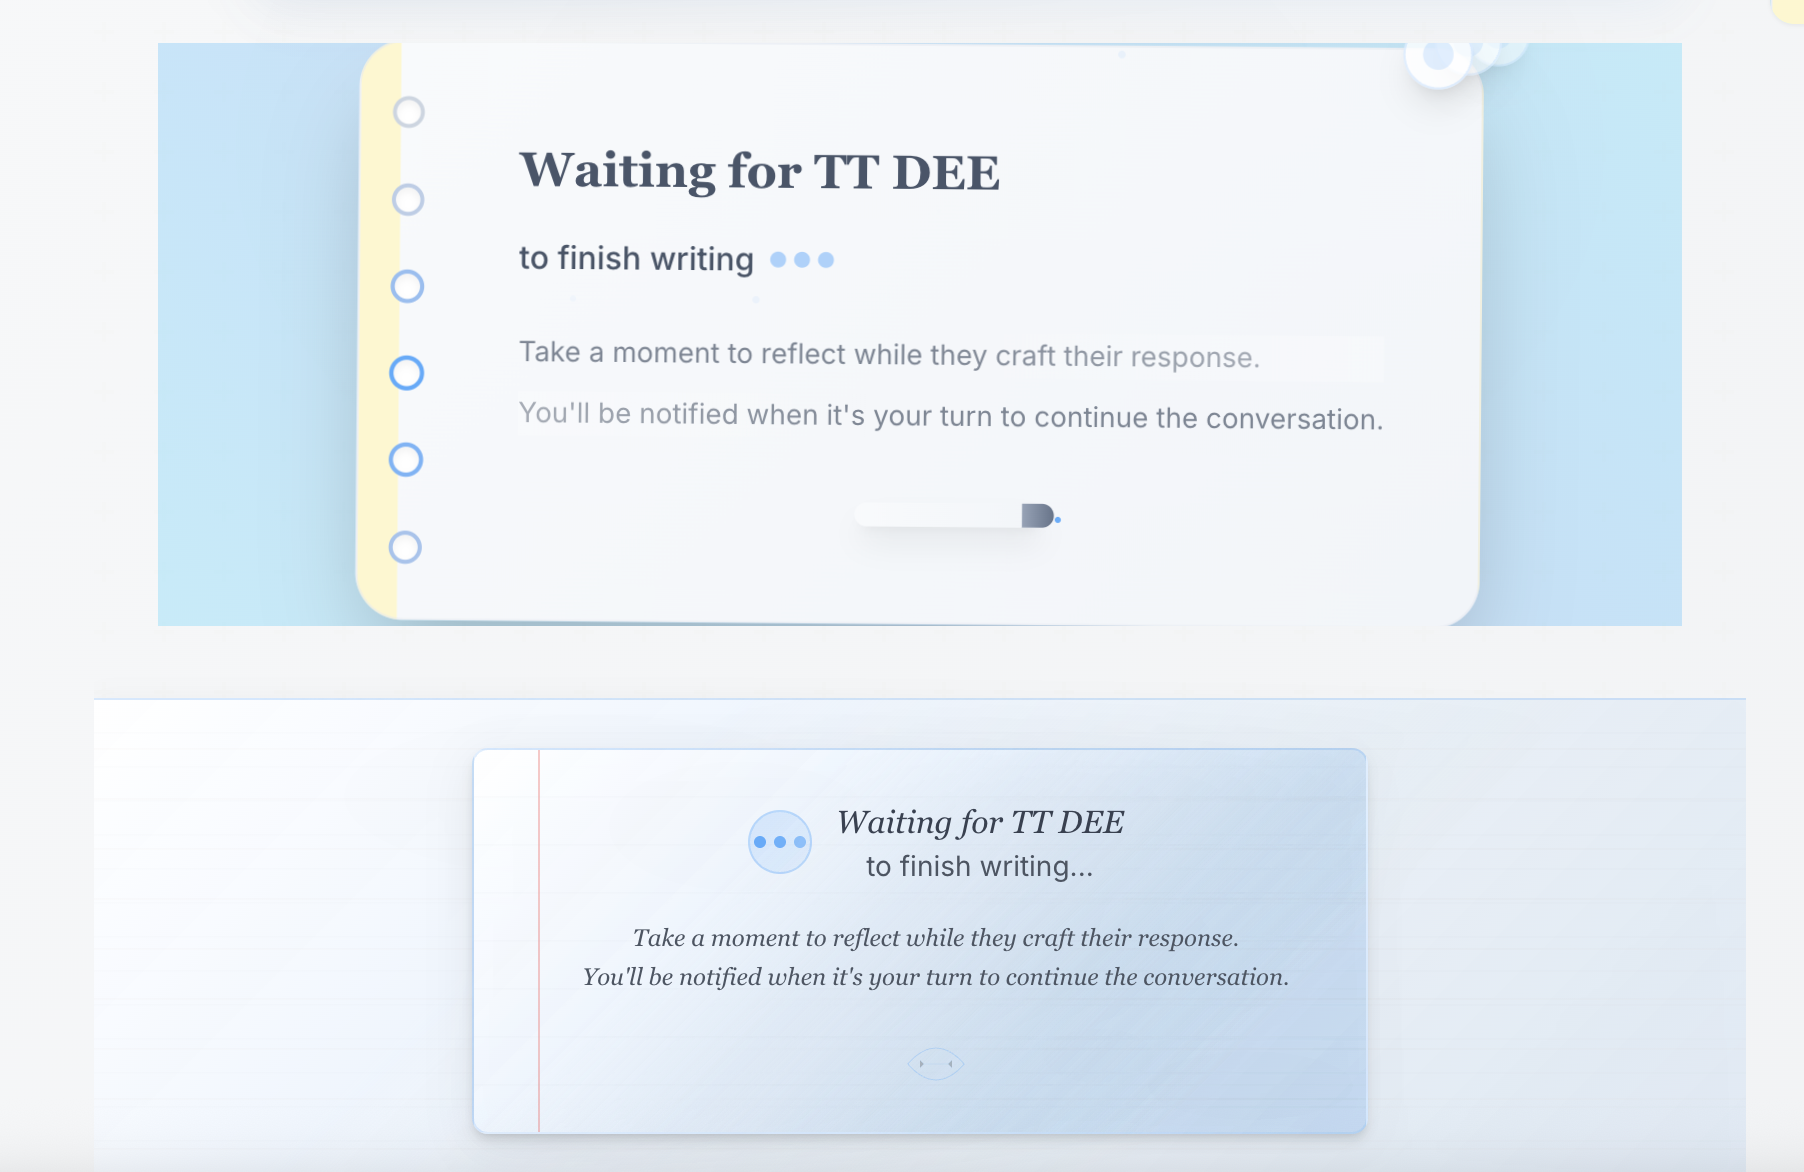 Waiting for TT DEE
to finish writing
Take a moment to reflect while they craft their response.
You'll be notified when it's your turn to continue the conversation.
Waiting for TT DEE
to finish writing...
Take a moment to reflect while they craft their response.
You'll be notified when it's your turn to continue the conversation.